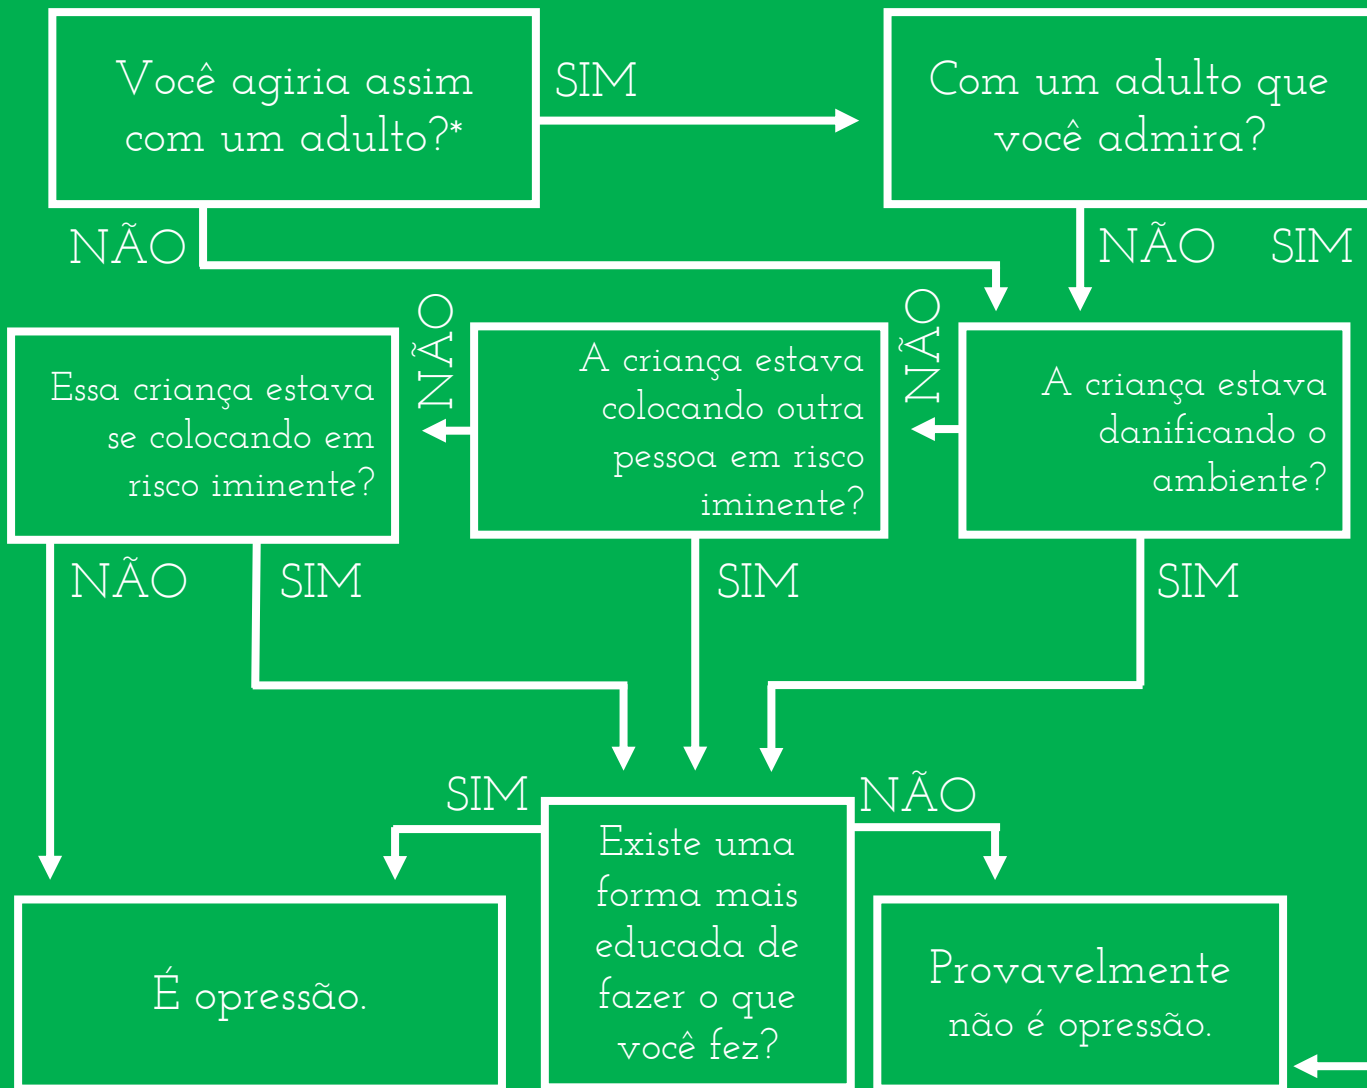 Você agiria assim
com um adulto?*
SIM
Com um adulto que
você admira?
NÃO
NÃO
SIM
Essa criança estava
se colocando em
risco iminente?
NÃO
A criança estava
colocando outra
pessoa em risco
iminente?
NÃO
A criança estava
danificando o
ambiente?
NÃO
SIM
SIM
SIM
SIM
Existe uma
forma mais
educada de
fazer o que
você fez?
NÃO
É opressão.
Provavelmente
não é opressão.